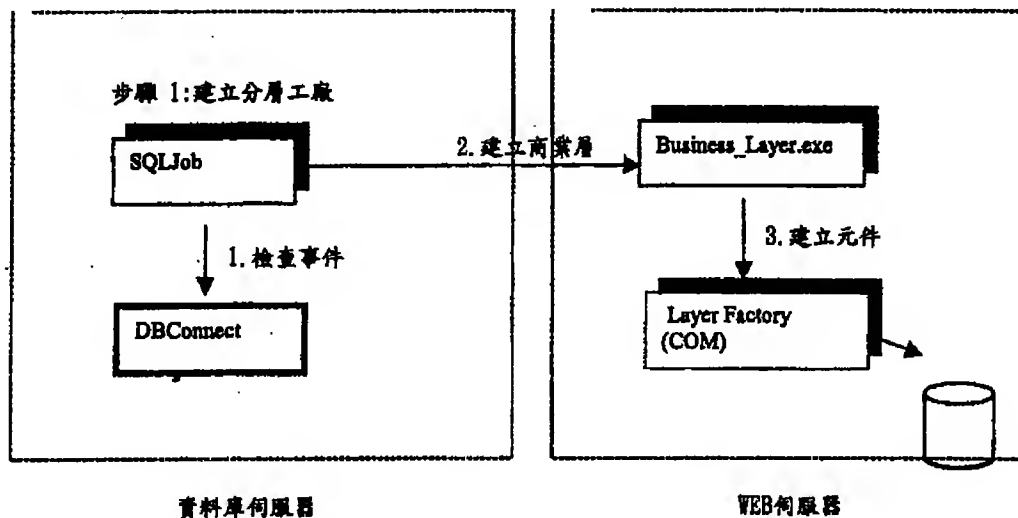 步驟 1:建立分層工廠
SQLJob
2.建立商業層
Business_Layer.exe
1.檢查事件
3.建立元件
DBConnect
Layer Factory
(COM)
資料庫伺服器
WEB伺服器